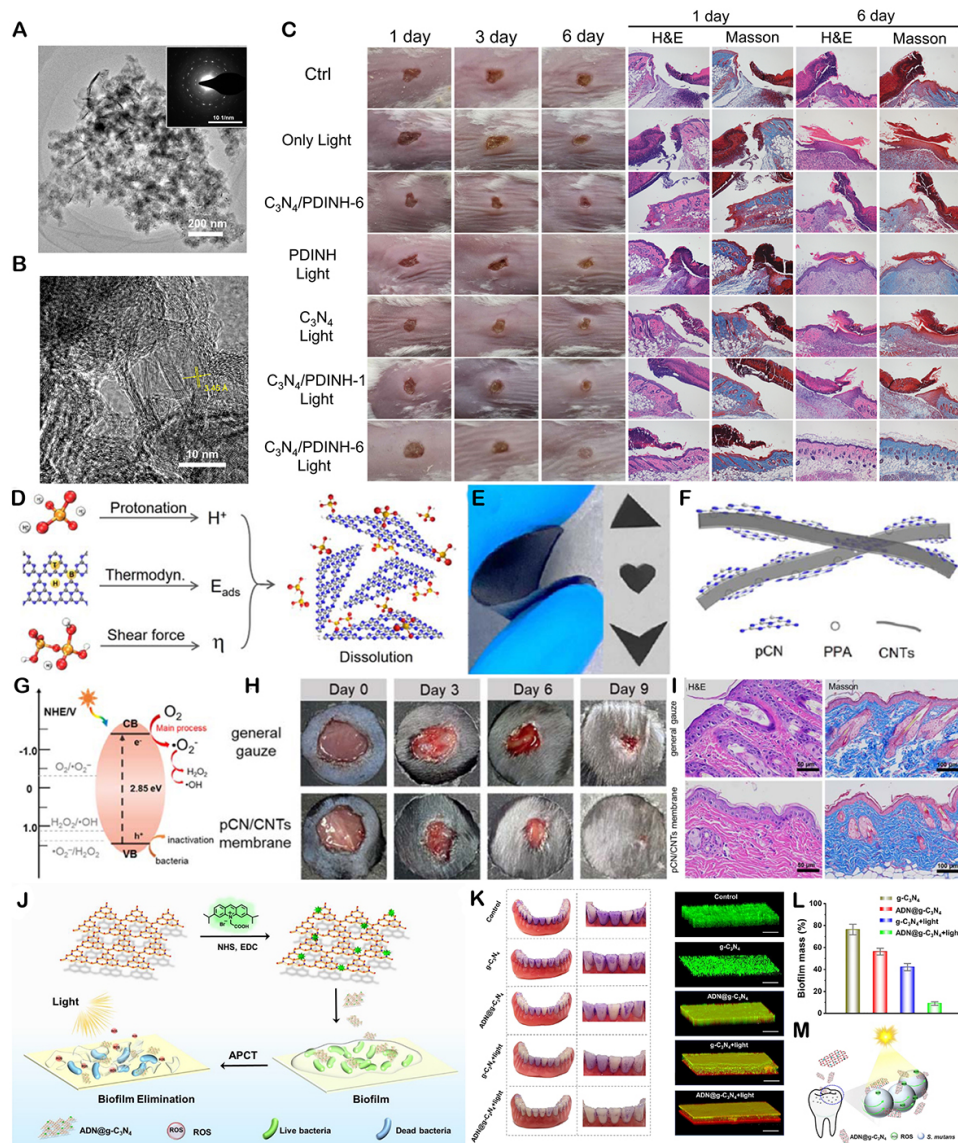 A
10 1/nm
200 nm
B
10 nm
C
1 day
3 day
6 day
1 day
6 day
H&E
Masson
H&E
Masson
Ctrl
Only Light
C₃N₄/PDINH-6
PDINH
Light
C₃N₄
Light
C₃N₄/PDINH-1
Light
C₃N₄/PDINH-6
Light
D
Protonation
H⁺
Thermodyn.
E_ads
Shear force
η
T
B
H
Dissolution
E
F
pCN
PPA
CNTs
G
NHE/V
CB
O₂
Main process
e⁻
•O₂⁻
-1.0
O₂/•O₂⁻
H₂O₂
•OH
0
2.85 eV
H₂O₂/•OH
1.0
h⁺
inactivation
•O₂⁻/H₂O₂
VB
bacteria
H
Day 0
Day 3
Day 6
Day 9
general
gauze
pCN/CNTs
membrane
I
H&E
Masson
general gauze
50 μm
100 μm
pCN/CNTs membrane
50 μm
100 μm
J
Br
COOH
NHS, EDC
Light
APCT
Biofilm Elimination
Biofilm
ADN@g-C₃N₄
ROS
ROS
Live bacteria
Dead bacteria
K
Control
g-C₃N₄
ADN@g-C₃N₄
g-C₃N₄+light
ADN@g-C₃N₄+light
Control
g-C₃N₄
ADN@g-C₃N₄
g-C₃N₄+light
ADN@g-C₃N₄+light
L
Biofilm mass (%)
100
80
60
40
20
0
g-C₃N₄
ADN@g-C₃N₄
g-C₃N₄+light
ADN@g-C₃N₄+light
M
ADN@g-C₃N₄
ROS
S. mutans